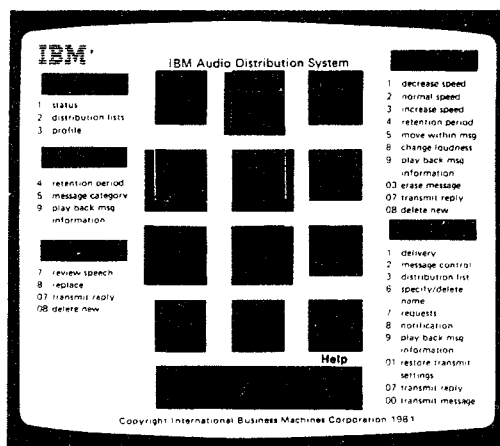 IBM
IBM Audio Distribution System
1 status
2 distribution lists
3 profile
4 retention period
5 message category
9 play back msg
information
7 review speech
8 replace
07 transmit reply
08 delete new
1 decrease speed
2 normal speed
3 increase speed
4 retention period
5 move within msg
8 change loudness
9 play back msg
information
03 erase message
07 transmit reply
08 delete new
1 delivery
2 message control
3 distribution list
6 specify/delete
name
7 requests
8 notification
9 play back msg
information
01 restore transmit
settings
07 transmit reply
00 transmit message
Help
Copyright International Business Machines Corporation 1981